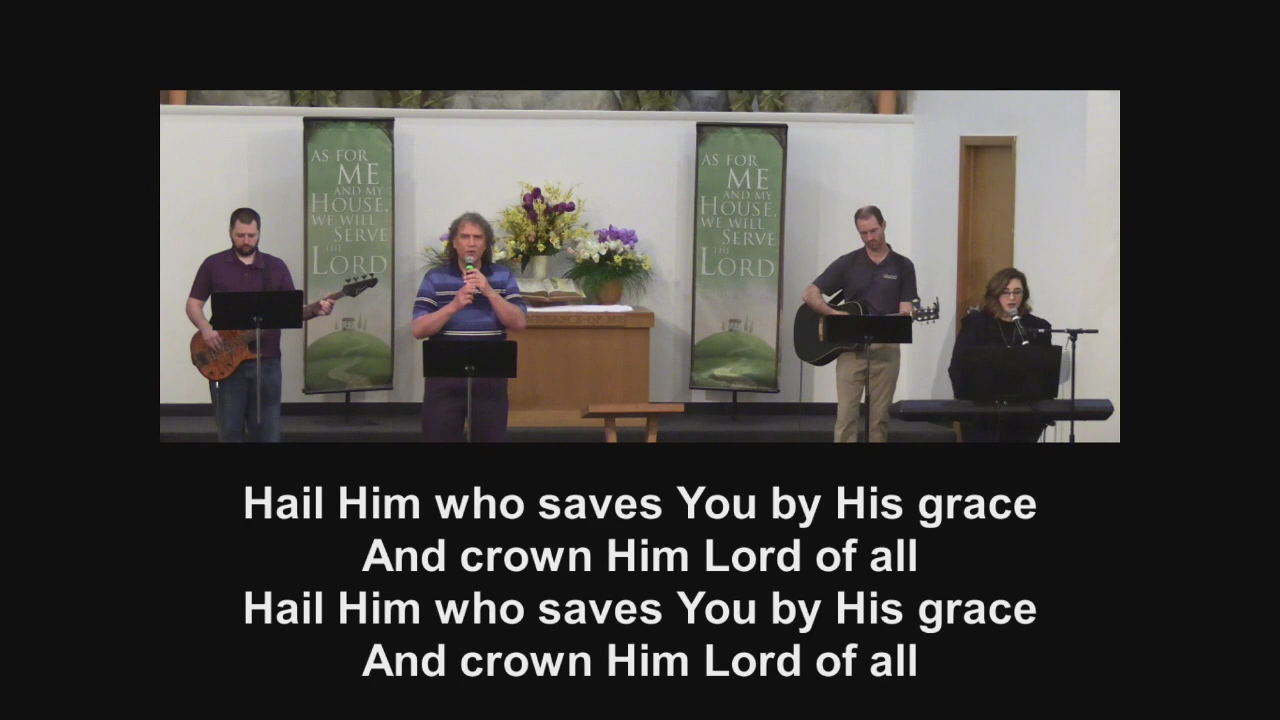 AS FOR
ME
AND MY
HOUSE,
WE WILL
SERVE
THE
LORD
AS FOR
ME
AND MY
HOUSE,
WE WILL
SERVE
THE
LORD
Hail Him who saves You by His grace
And crown Him Lord of all
Hail Him who saves You by His grace
And crown Him Lord of all